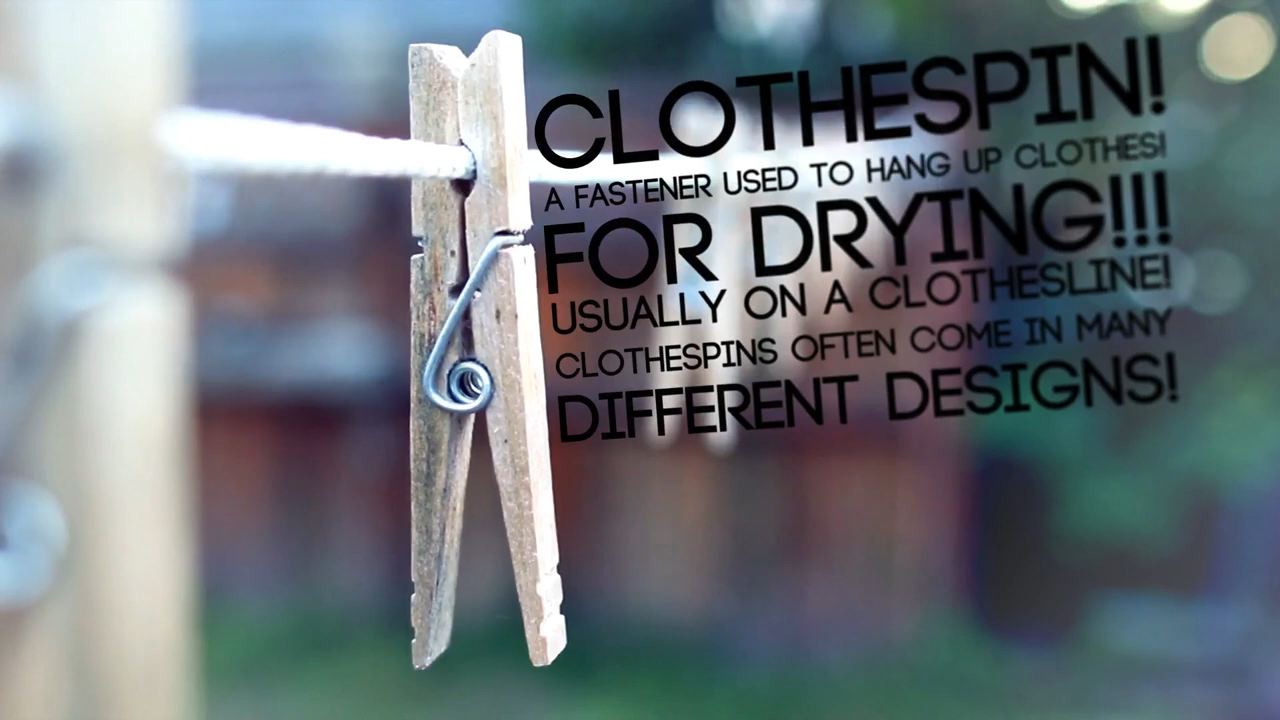 CLOTHESPIN!
A FASTENER USED TO HANG UP CLOTHES!
FOR DRYING!!!
USUALLY ON A CLOTHESLINE!
CLOTHESPINS OFTEN COME IN MANY
DIFFERENT DESIGNS!